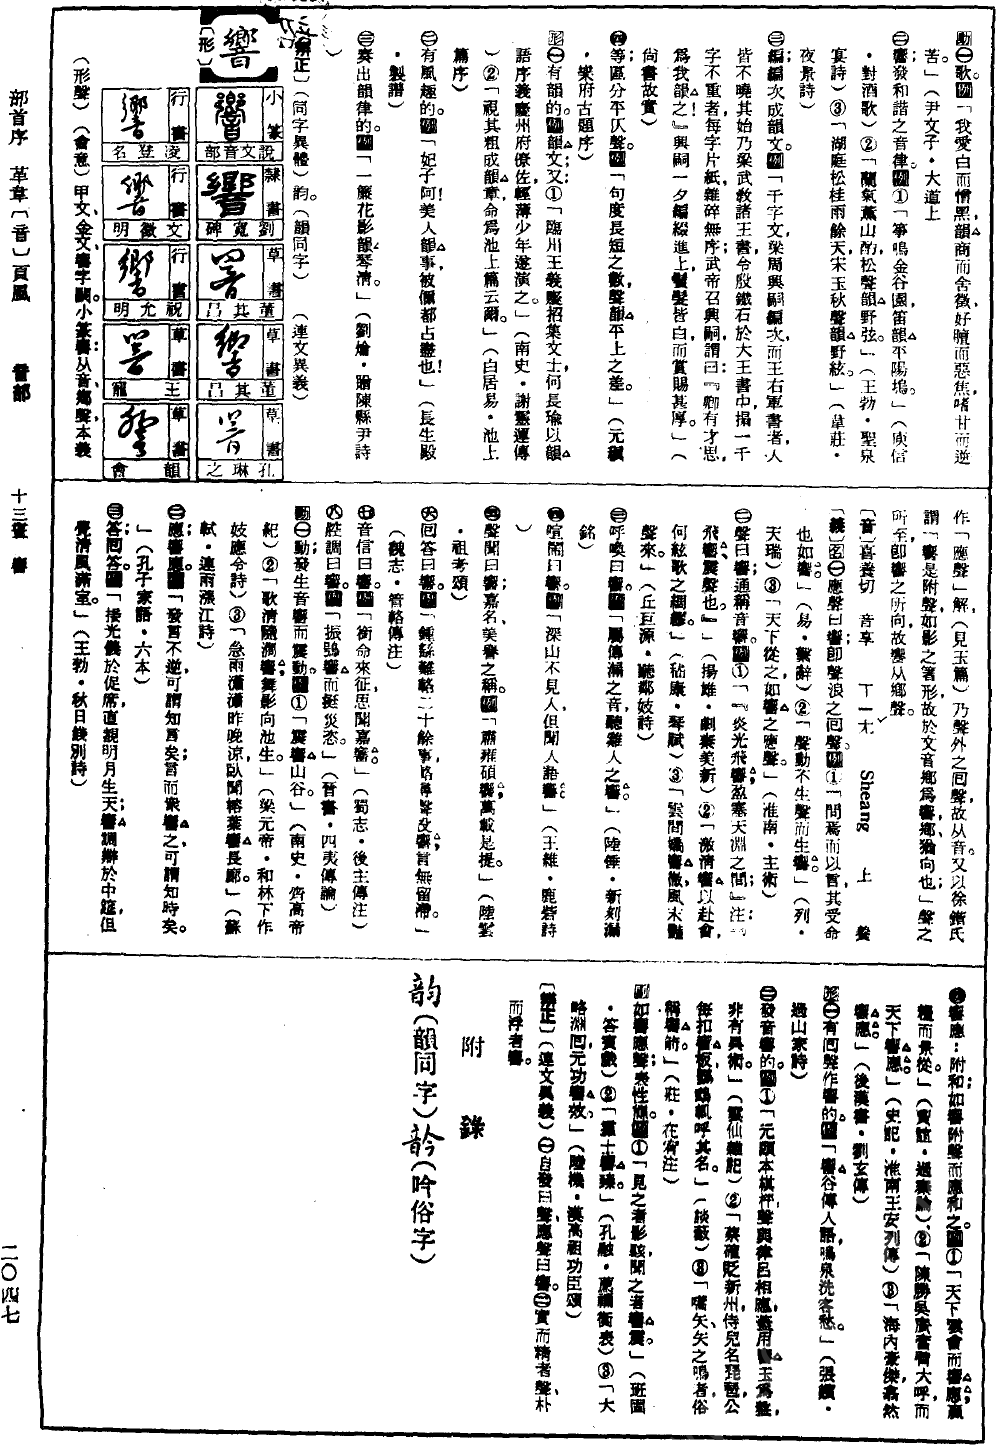 動㊀歌。例「我愛白而憎黑，韻商而舍徵，好膻而惡焦，嗜甘而逆
苦。」（尹文子・大道上
㊁響發和諧之音律。例①「箏鳴金谷園，笛韻平陽塢。」（庾信
・對酒歌）②「蘭氣薰山酌，松聲韻野弦。」（王勃・聖泉
宴詩）③「湖庭松桂雨餘天，宋玉秋聲韻野絃。」（韋莊・
夜景詩）
㊂編編次成韻文。例「千字文，梁周興嗣編次，而王右軍書者，人
皆不曉其始。乃梁武教諸王書，令殷鐵石於大王書中搨一千
字不重者，每字片紙，雜碎無序；武帝召興嗣謂曰：『卿有才思，
爲我韻之！』興嗣一夕編綴進上，鬢髮皆白，而賞賜甚厚。」（
尚書故實）
㊃等區分平仄聲。例「句度長短之數，聲韻平上之差。」（元稹
・樂府古題序）
形㊀有韻的。例韻文；又：①「臨川王義慶招集文士，何長瑜以韻
語序義慶州府僚佐，輕薄少年遂演之。」（南史・謝靈運傳
）②「視其粗成韻章，命爲池上篇云爾。」（白居易・池上
篇序）
㊁有風趣的。例「妃子阿！美人韻事，被偭都占盡也！」（長生殿
・製譜）
㊂奏出韻律的。例「一簾花影韻琴清。」（劉爚・贈陳縣尹詩
）
〔辨正〕（同字異體）韵。（韻同字）　（連文異義）
響
〔形〕
小篆　說文音部
隸書　劉寬碑
草書　董其昌
草書　董其昌
草書　孔琳之
行書　凌登名
行書　文徵明
行書　祝允明
草書　王寵
草書　韻會
（形聲）（會意）甲文、金文響字闕。小篆響：从音，鄉聲，本義
作「應聲」解，（見玉篇）乃聲外之回聲，故从音。又以徐鍇氏
謂：「響是附聲，如影之著形，故於文音鄉爲響，鄉，猶向也；」聲之
所至，即響之所向，故響从鄉聲。
〔音〕喜養切　音享　Sheang　上　養
〔義〕名㊀應聲曰響，即聲浪之回聲。例①「問焉而以言，其受命
也如響。」（易・繫辭）②「聲動不生聲而生響。」（列・
天瑞）③「天下從之，如響之應聲。」（淮南・主術）
㊁聲曰響；通稱音響。例①「『炎光飛響，盈塞天淵之間；』注：
飛響，震聲也。』（揚雄・劇秦美新）②「激清響以赴會，
何絃歌之綢繆。」（嵇康・琴賦）③「雲間嬌響徹，風末豔
聲來。」（丘巨源・聽鄰妓詩）
㊂呼喚曰響。例「屬傳漏之音，聽雞人之響。」（陸倕・新刻漏
銘）
㊃喧鬧曰響。例「深山不見人，但聞人語響。」（王維・鹿砦詩
）
㊄聲聞曰響；嘉名、美譽之稱。例「肅雍碩響，萬載是提。」（陸雲
・祖考頌）
㊅回答曰響。例「鍾繇難輅二十餘事，輅尋聲投響，言無留滯。」
（魏志・管輅傳注）
㊆音信曰響。例「銜命來征，思聞嘉響。」（蜀志・後主傳注）
㊇腔調曰響。例「振鴞響而挺災恣。」（晉書・四夷傳論）
動㊀動發生音響而震動。例①「震響山谷。」（南史・齊高帝
紀）②「歌清隨澗響，舞影向池生。」（梁元帝・和林下作
妓應令詩）③「急雨瀟瀟昨晚涼，臥聞榕葉響長廊。」（蘇
軾・連雨漲江詩）
㊁應響應。例「發言不逆，可謂知言矣；言而衆響之，可謂知時矣。
」（孔子家語・六本）
㊂答；回答。例「接光儀於促席，直親明月生天；響調辯於中筵，但
覺清風滿室。」（王勃・秋日餞別詩）
㊃響應：附和如響附聲而應和之。例①「天下雲會而響應，贏
糧而景從。」（賈誼・過秦論）②「陳勝、吳廣奮臂大呼，而
天下響應。」（史記・淮南王安列傳）③「海內豪傑，翕然
響應。」（後漢書・劉玄傳）
形㊀有回聲作響的。例「響谷傳人語，鳴泉洗客愁。」（張纘・
過山家詩）
㊁發音響的。例①「元頤本棋枰聲與律呂相應，蓋用響玉爲盤，
非有異術。」（雲仙雜記）②「蔡確貶新州，侍兒名琵琶，公
每扣響板，鸚鵡輒呼其名。」（談藪）③「嚆矢，矢之鳴者，俗
稱響箭。」（莊・在宥注）
副如響應聲表性態。例①「見之者影駭，聞之者響震。」（班固
・答賓戲）②「羣士響臻。」（孔融・薦禰衡表）③「大
略淵回，元功響效。」（陸機・漢高祖功臣頌）
〔辨正〕（連文異義）㊀自發曰聲，應聲曰響。㊁實而精者聲、朴
而浮者響。
附錄
韵（韻同字）訡（吟俗字）
部首序　革韋〔音〕頁風　音部　十三畫　響　二〇四七